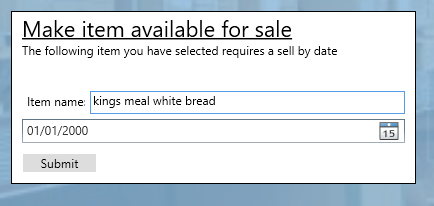 Make item available for sale
The following item you have selected requires a sell by date
Item name: kings meal white bread
01/01/2000 15
Submit